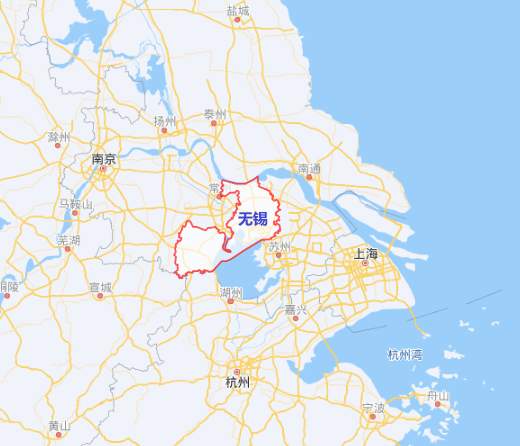 盐城
泰州
扬州
滁州
南京
南通
常
马鞍山
无锡
芜湖
苏州
上海
铜陵
宣城
湖州
嘉兴
杭州湾
杭州
舟山
宁波
黄山